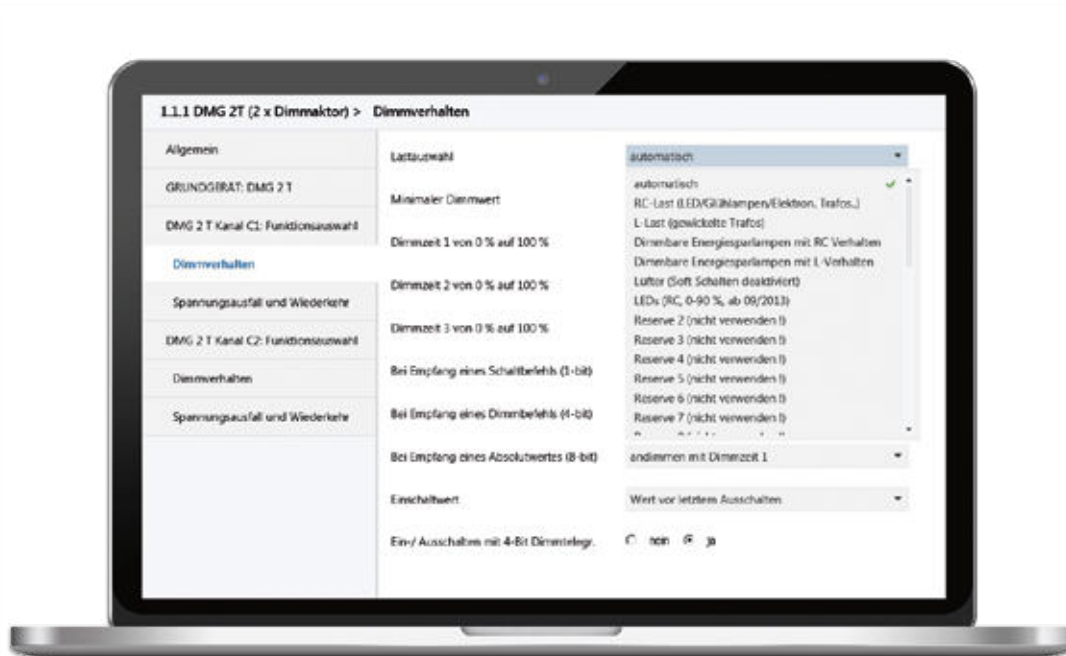 1.1.1 DMG 2T (2 x Dimmaktor) > Dimmverhalten
Allgemein
GRUNDGERÄT: DMG 2 T
DMG 2 T Kanal C1: Funktionsauswahl
Dimmverhalten
Spannungsausfall und Wiederkehr
DMG 2 T Kanal C2: Funktionsauswahl
Dimmverhalten
Spannungsausfall und Wiederkehr
Lastauswahl
automatisch
automatisch
RC-Last (LED/Glühlampen/Elektron. Trafos..)
L-Last (gewickelte Trafos)
Dimmbare Energiesparlampen mit RC Verhalten
Dimmbare Energiesparlampen mit L-Verhalten
Lüfter (Soft Schalten deaktiviert)
LEDs (RC, 0-90 %, ab 09/2013)
Reserve 2 (nicht verwenden !)
Reserve 3 (nicht verwenden !)
Reserve 4 (nicht verwenden !)
Reserve 5 (nicht verwenden !)
Reserve 6 (nicht verwenden !)
Reserve 7 (nicht verwenden !)
Minimaler Dimmwert
Dimmzeit 1 von 0 % auf 100 %
Dimmzeit 2 von 0 % auf 100 %
Dimmzeit 3 von 0 % auf 100 %
Bei Empfang eines Schaltbefehls (1-bit)
Bei Empfang eines Dimmbefehls (4-bit)
Bei Empfang eines Absolutwertes (8-bit) andimmen mit Dimmzeit 1
Einschaltwert Wert vor letztem Ausschalten
Ein-/ Ausschalten mit 4-Bit Dimmtelegr. nein ja